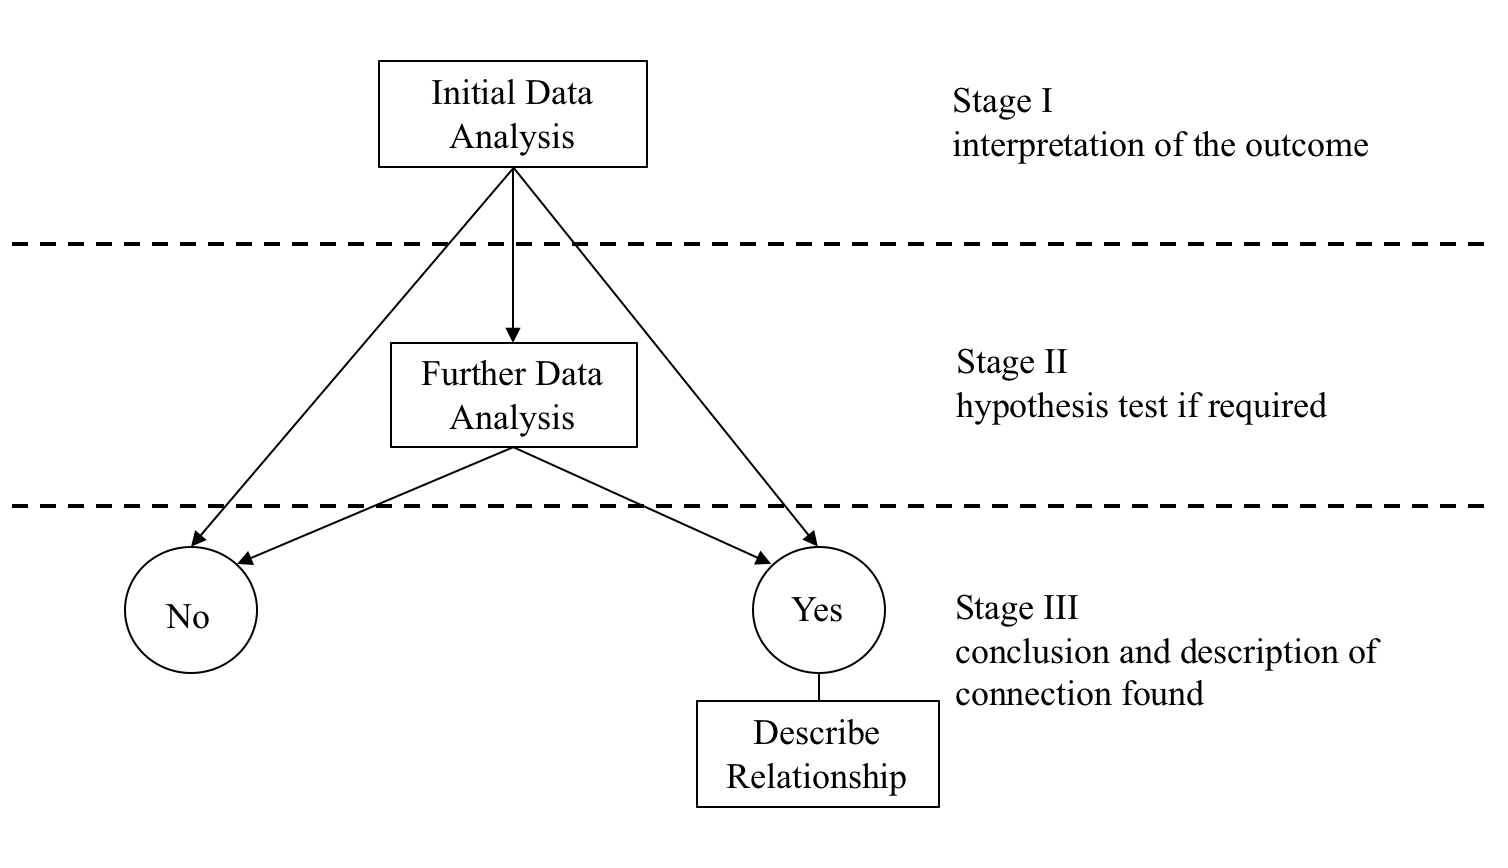 Initial Data
Analysis
Stage I
interpretation of the outcome
Further Data
Analysis
Stage II
hypothesis test if required
No
Yes
Stage III
conclusion and description of
connection found
Describe
Relationship